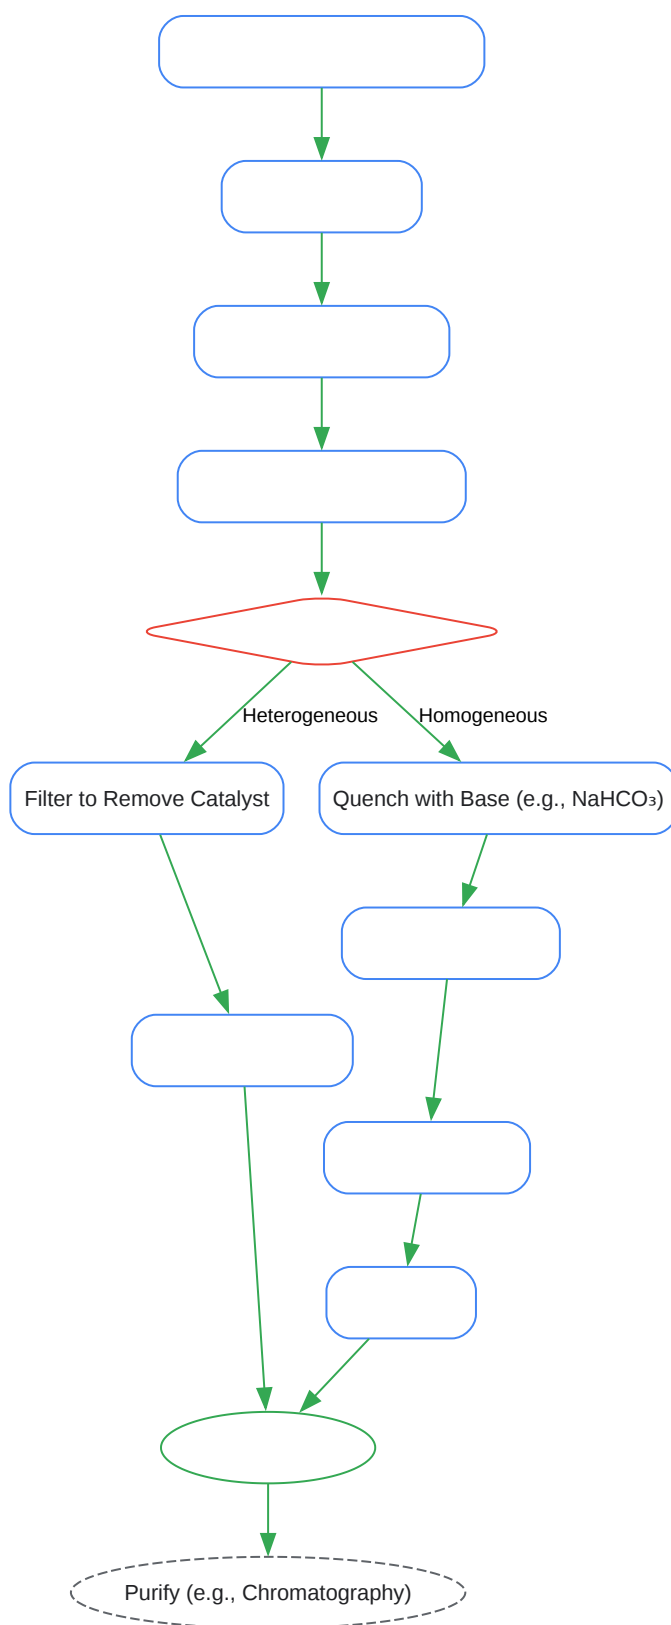 Heterogeneous
Homogeneous
Filter to Remove Catalyst
Quench with Base (e.g., NaHCO₃)
Purify (e.g., Chromatography)